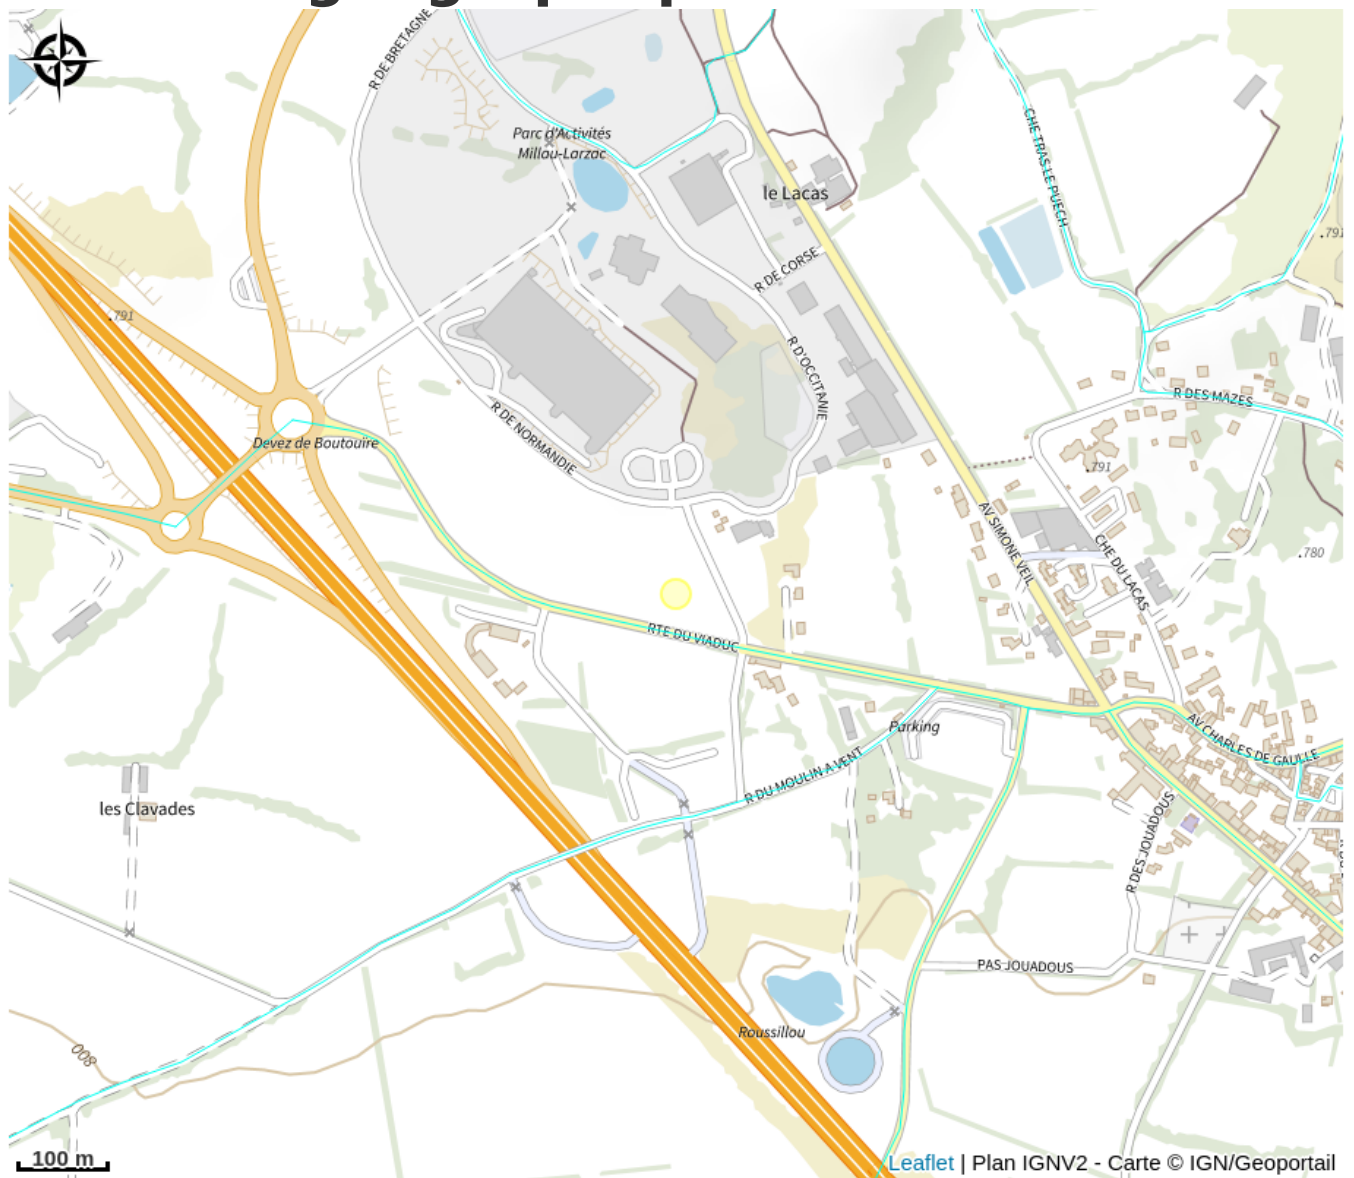 R DE BRETAGNE
Parc d'Activités
Millau-Larzac
le Lacas
CHE TRAS LE PUECH
.791
R DE CORSE
.791
R D'OCCITANIE
R DES MAZES
R DE NORMANDIE
Devez de Boutouire
.791
AV SIMONE VEIL
CHE DU LACAS
.780
RTE DU VIADUC
Parking
AV CHARLES DE GAULLE
R DU MOULIN A VENT
les Clavades
R DES JOUADOUS
PAS JOUADOUS
Roussillou
800
100 m
Leaflet | Plan IGNV2 - Carte © IGN/Geoportail